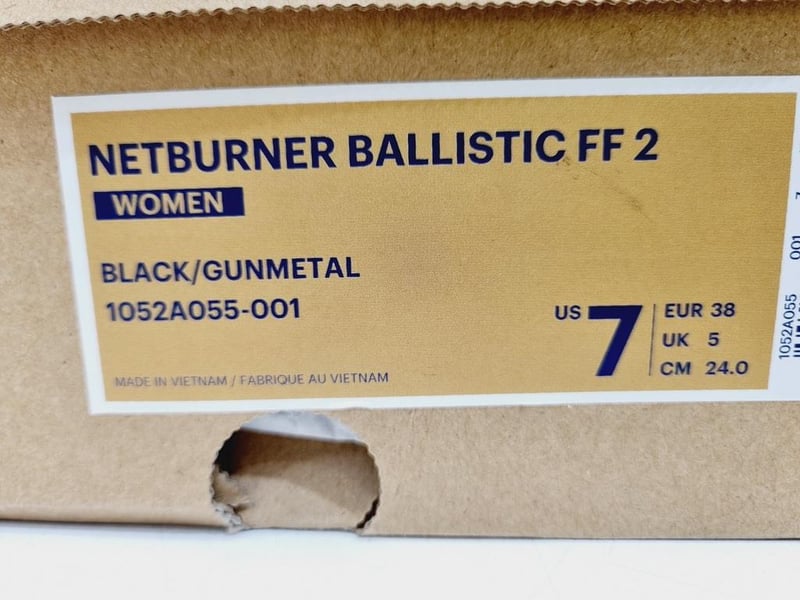 NETBURNER BALLISTIC FF 2
WOMEN
BLACK/GUNMETAL
1052A055-001
US 7
EUR 38
UK 5
CM 24.0
MADE IN VIETNAM / FABRIQUE AU VIETNAM
1052A055 001 7